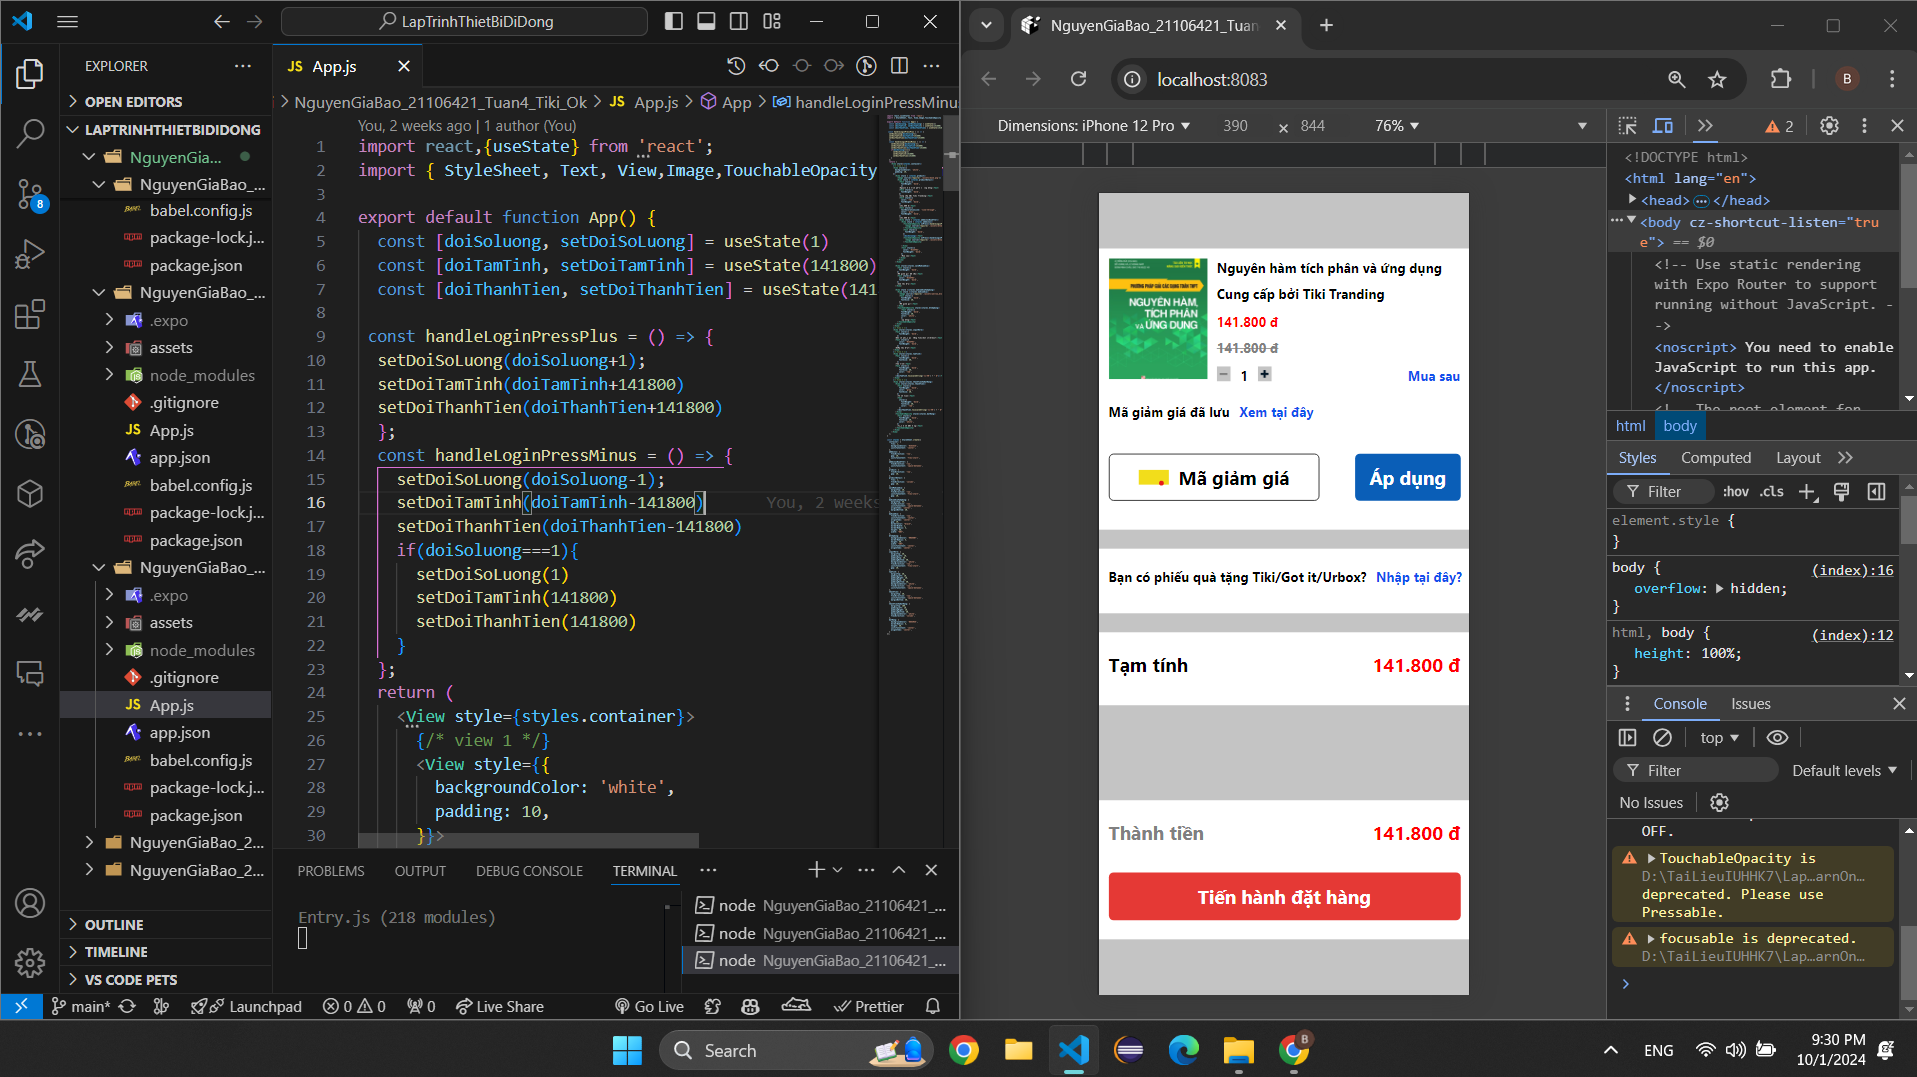 LapTrinhThietBiDiDong
EXPLORER
OPEN EDITORS
LAPTRINHTHIETBIDIDONG
NguyenGia...
NguyenGiaBao_...
babel.config.js
package-lock.j...
package.json
NguyenGiaBao_...
.expo
assets
node_modules
.gitignore
App.js
app.json
babel.config.js
package-lock.j...
package.json
NguyenGiaBao_...
.expo
assets
node_modules
.gitignore
App.js
app.json
babel.config.js
package-lock.j...
package.json
NguyenGiaBao_2...
NguyenGiaBao_2...
OUTLINE
TIMELINE
VS CODE PETS
8
JS App.js
NguyenGiaBao_21106421_Tuan4_Tiki_Ok > JS App.js > App > handleLoginPressMinus
You, 2 weeks ago | 1 author (You)
1 import react,{useState} from 'react';
2 import { StyleSheet, Text, View,Image,TouchableOpacity
3
4 export default function App() {
5 const [doiSoluong, setDoiSoLuong] = useState(1)
6 const [doiTamTinh, setDoiTamTinh] = useState(141800)
7 const [doiThanhTien, setDoiThanhTien] = useState(141
8
9 const handleLoginPressPlus = () => {
10 setDoiSoLuong(doiSoluong+1);
11 setDoiTamTinh(doiTamTinh+141800)
12 setDoiThanhTien(doiThanhTien+141800)
13 };
14 const handleLoginPressMinus = () => {
15 setDoiSoLuong(doiSoluong-1);
16 setDoiTamTinh(doiTamTinh-141800) You, 2 weeks
17 setDoiThanhTien(doiThanhTien-141800)
18 if(doiSoluong===1){
19 setDoiSoLuong(1)
20 setDoiTamTinh(141800)
21 setDoiThanhTien(141800)
22 }
23 };
24 return (
25 <View style={styles.container}>
26 {/* view 1 */}
27 <View style={{
28 backgroundColor: 'white',
29 padding: 10,
30 }}>
PROBLEMS OUTPUT DEBUG CONSOLE TERMINAL
Entry.js (218 modules)
node NguyenGiaBao_21106421_...
node NguyenGiaBao_21106421_...
node NguyenGiaBao_21106421_...
main* Launchpad 0 0 0 Live Share Go Live Prettier
NguyenGiaBao_21106421_Tuan
localhost:8083
B
Dimensions: iPhone 12 Pro 390 × 844 76%
Nguyên hàm tích phân và ứng dụng
Cung cấp bởi Tiki Tranding
141.800 đ
141.800 đ
- 1 +
Mua sau
NGUYÊN HÀM,
TÍCH PHÂN
VÀ ỨNG DỤNG
Mã giảm giá đã lưu Xem tại đây
Mã giảm giá
Áp dụng
Bạn có phiếu quà tặng Tiki/Got it/Urbox? Nhập tại đây?
Tạm tính 141.800 đ
Thành tiền 141.800 đ
Tiến hành đặt hàng
2
<!DOCTYPE html>
<html lang="en">
<head> </head>
<body cz-shortcut-listen="tru
e"> == $0
<!-- Use static rendering
with Expo Router to support
running without JavaScript. -
->
<noscript> You need to enable
JavaScript to run this app.
</noscript>
html body
Styles Computed Layout
Filter :hov .cls
element.style {
}
body { (index):16
overflow: hidden;
}
html, body { (index):12
height: 100%;
}
Console Issues
top
Filter Default levels
No Issues
OFF.
TouchableOpacity is
D:\TaiLieuIUHHK7\Lap…arnOn…
deprecated. Please use
Pressable.
focusable is deprecated.
D:\TaiLieuIUHHK7\Lap…arnOn…
Search
B
ENG
9:30 PM
10/1/2024